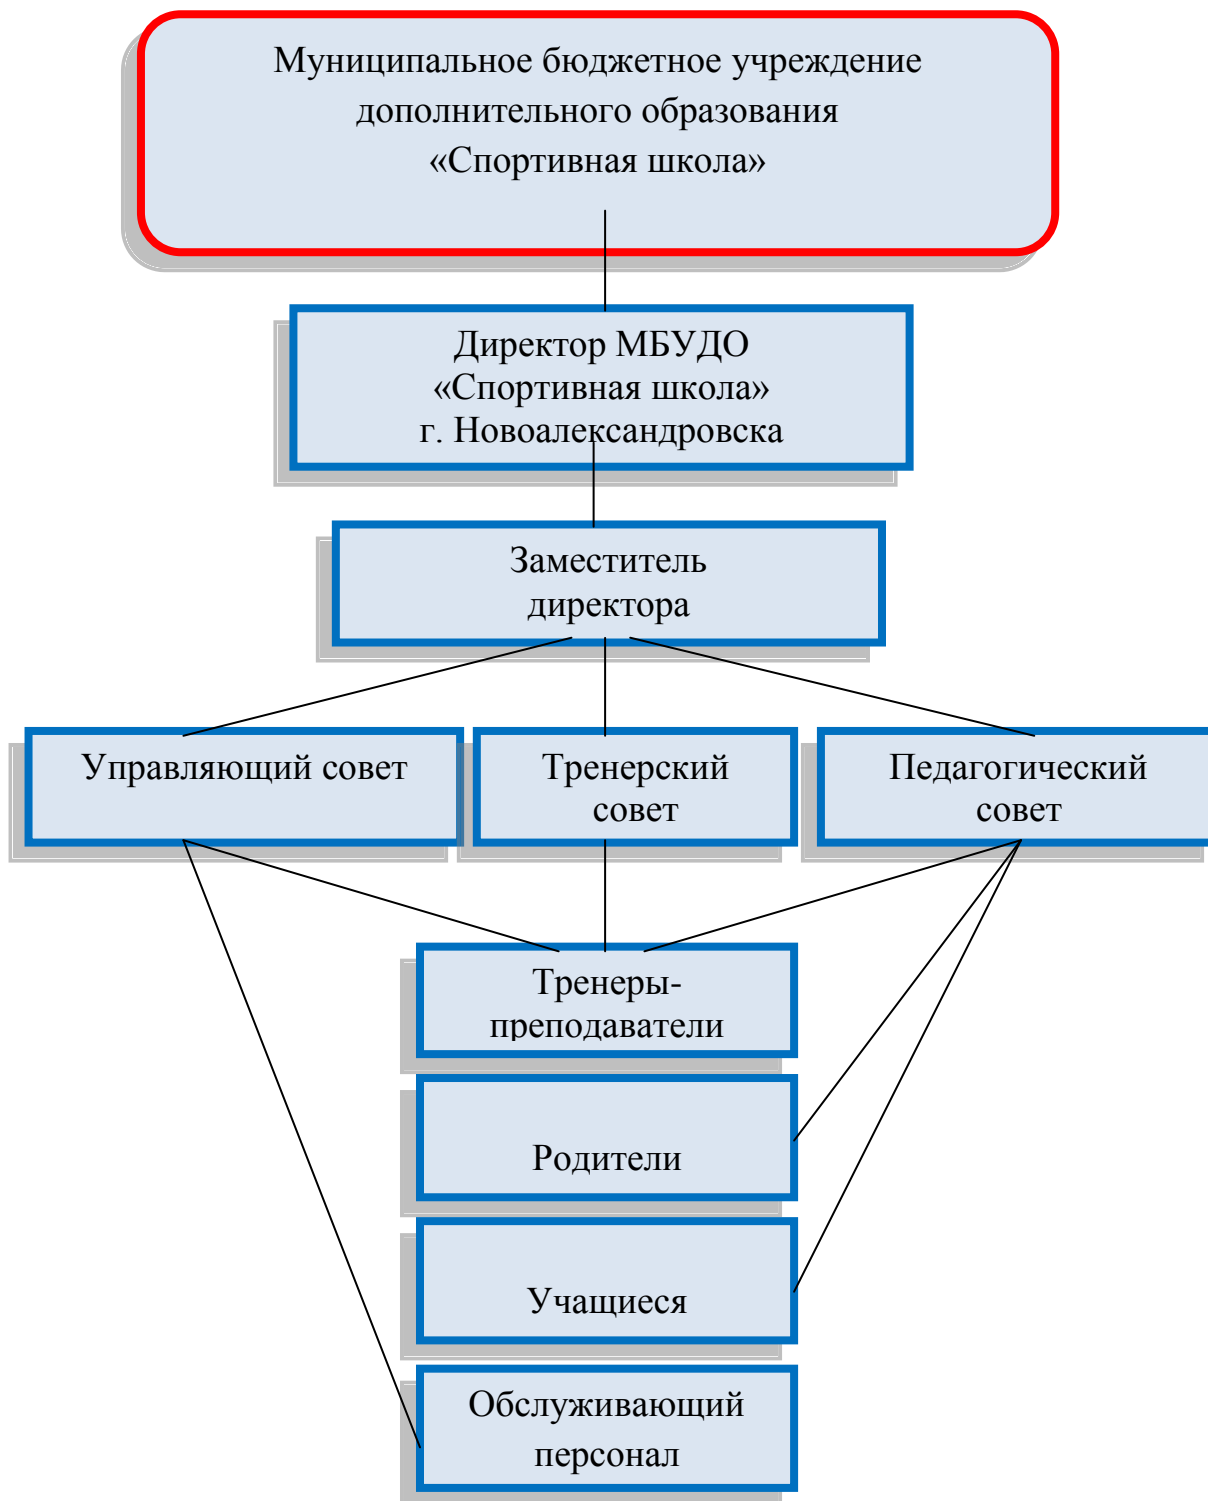 Муниципальное бюджетное учреждение
дополнительного образования
«Спортивная школа»
Директор МБУДО
«Спортивная школа»
г. Новоалександровска
Заместитель
директора
Управляющий совет
Тренерский
совет
Педагогический
совет
Тренеры-
преподаватели
Родители
Учащиеся
Обслуживающий
персонал